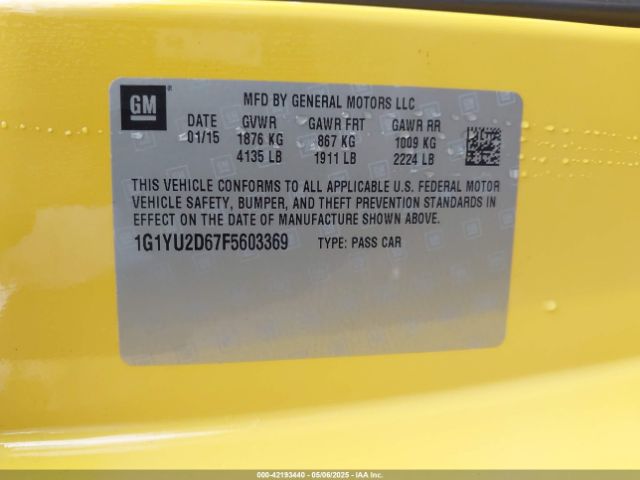 GM
MFD BY GENERAL MOTORS LLC
DATE GVWR GAWR FRT GAWR RR
01/15 1876 KG 867 KG 1009 KG
4135 LB 1911 LB 2224 LB
THIS VEHICLE CONFORMS TO ALL APPLICABLE U.S. FEDERAL MOTOR
VEHICLE SAFETY, BUMPER, AND THEFT PREVENTION STANDARDS IN
EFFECT ON THE DATE OF MANUFACTURE SHOWN ABOVE.
1G1YU2D67F5603369 TYPE: PASS CAR
000-42193440 - 05/06/2025 - IAA Inc.